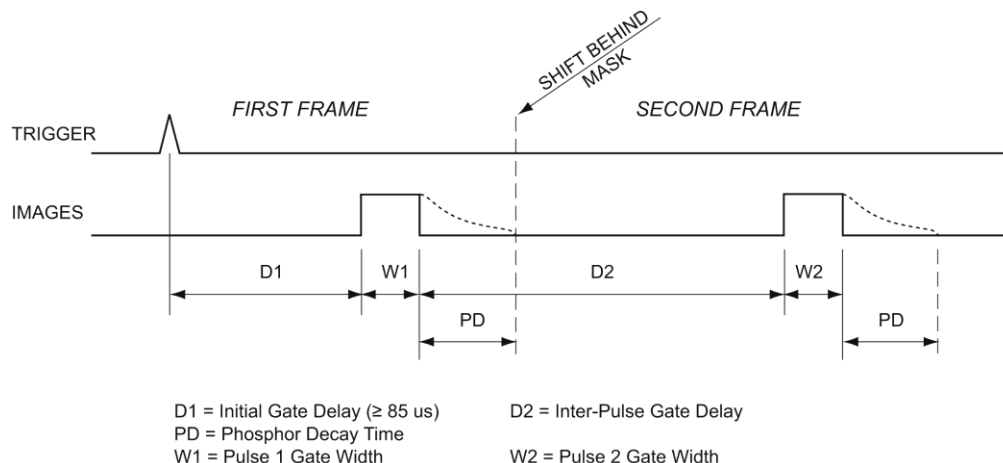 SHIFT BEHIND
MASK
FIRST FRAME
SECOND FRAME
TRIGGER
IMAGES
D1
W1
D2
W2
PD
PD
D1 = Initial Gate Delay (≥ 85 us)
D2 = Inter-Pulse Gate Delay
PD = Phosphor Decay Time
W1 = Pulse 1 Gate Width
W2 = Pulse 2 Gate Width